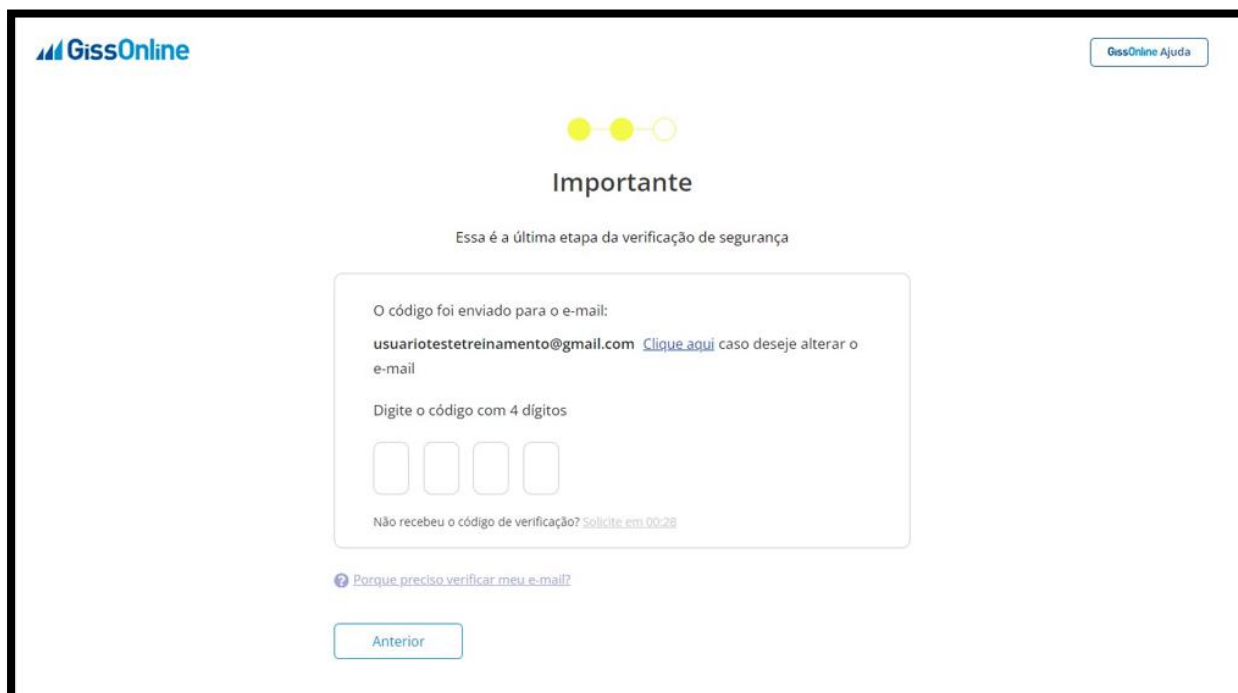 GissOnline
GissOnline Ajuda
Importante
Essa é a última etapa da verificação de segurança
O código foi enviado para o e-mail:
usuariotestetreinamento@gmail.com Clique aqui caso deseje alterar o
e-mail
Digite o código com 4 dígitos
Não recebeu o código de verificação? Solicite em 00:28
? Porque preciso verificar meu e-mail?
Anterior